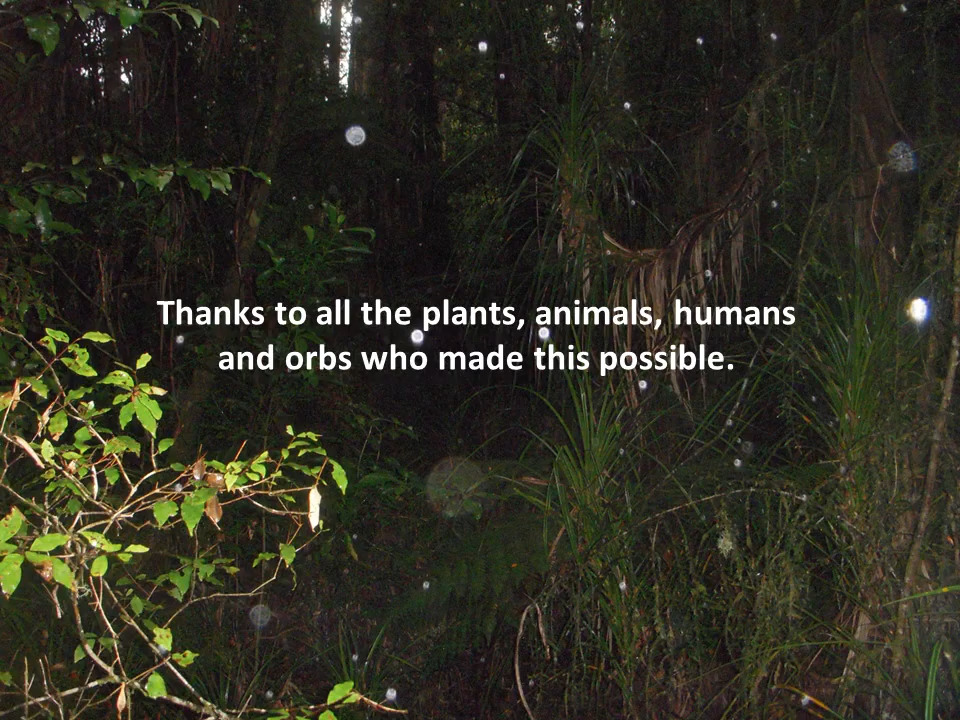 Thanks to all the plants, animals, humans
and orbs who made this possible.